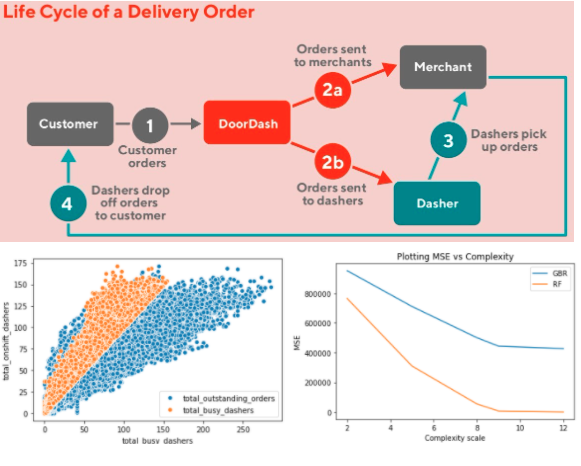 Life Cycle of a Delivery Order
Orders sent
to merchants
2a
Merchant
Customer
1
DoorDash
Customer
orders
3
Dashers pick
up orders
2b
Orders sent
to dashers
4
Dashers drop
off orders
to customer
Dasher
175
150
125
100
75
50
25
0
total_onshift_dashers
total_outstanding_orders
total_busy_dashers
0
50
100
150
200
250
total_busy_dashers
Plotting MSE vs Complexity
GBR
RF
800000
600000
400000
200000
0
MSE
2
4
6
8
10
12
Complexity scale